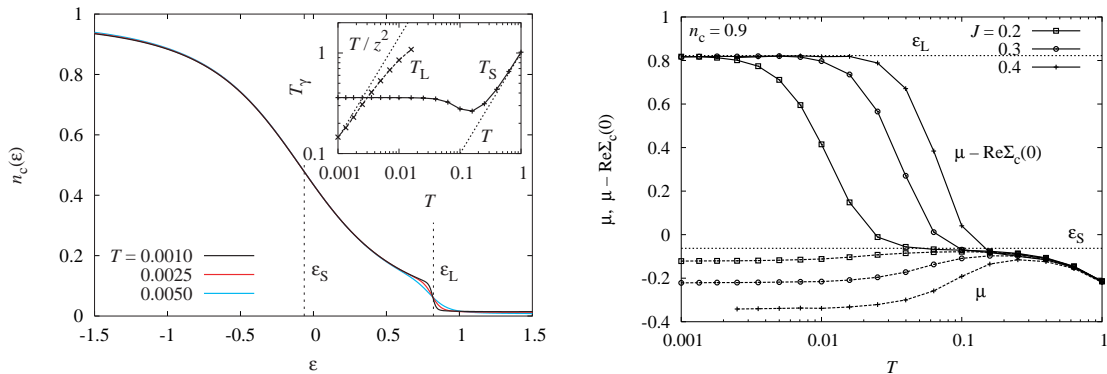 1
0.8
0.6
0.4
0.2
0
n_c(ε)
-1.5
-1
-0.5
0
0.5
1
1.5
ε
T = 0.0010
0.0025
0.0050
ε_S
ε_L
1
0.1
T_γ
T/z^2
T_L
T_S
T
0.001
0.01
0.1
1
T
1
0.8
0.6
0.4
0.2
0
-0.2
-0.4
μ, μ – ReΣ_c(0)
n_c = 0.9
ε_L
J = 0.2
0.3
0.4
μ – ReΣ_c(0)
ε_S
μ
0.001
0.01
0.1
1
T